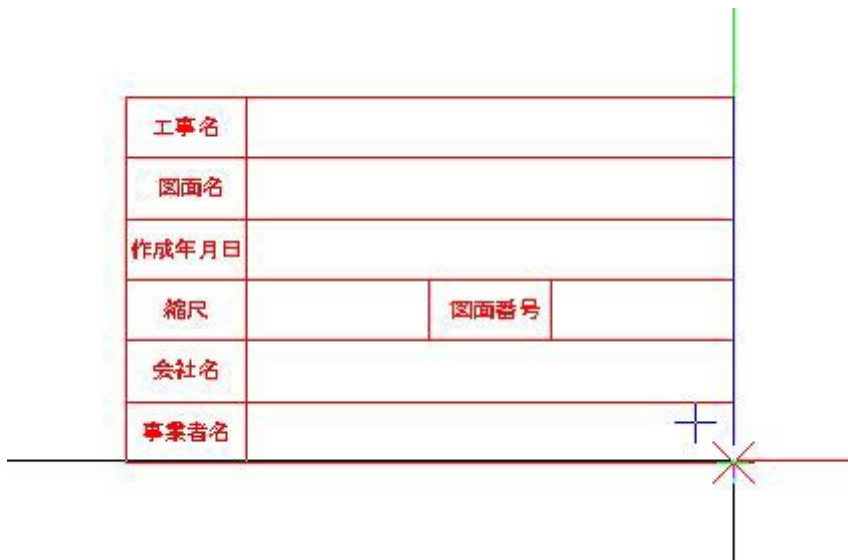 工事名
図面名
作成年月日
縮尺 図面番号
会社名
事業者名